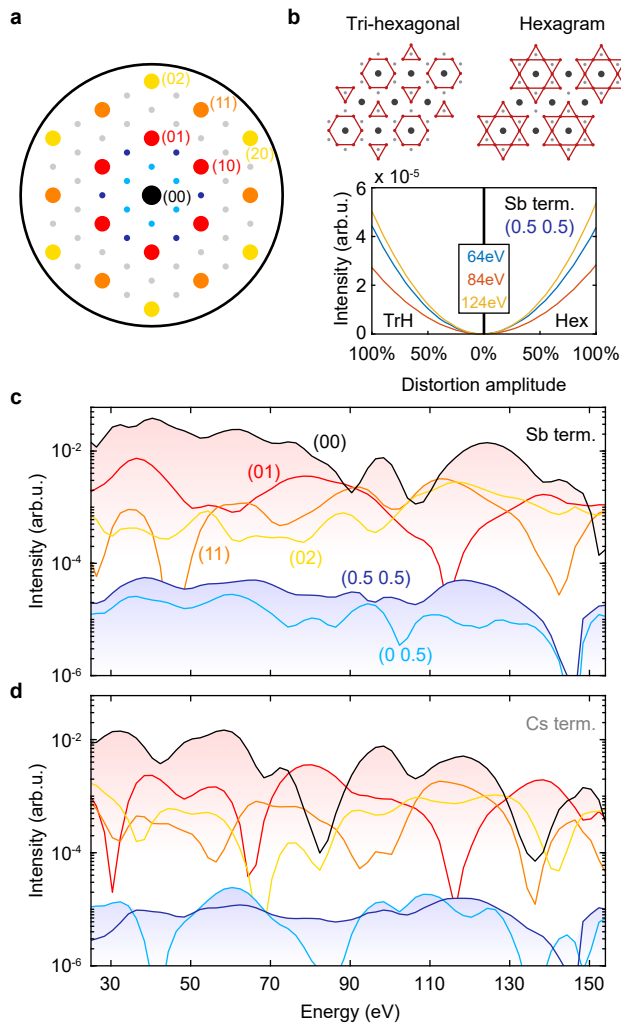 a
(02)
(11)
(01)
(20)
(10)
(00)
b
Tri-hexagonal
Hexagram
x 10-5
Sb term.
(0.5 0.5)
64eV
84eV
124eV
TrH
Hex
6
4
2
0
Intensity (arb.u.)
100%
50%
0%
50%
100%
Distortion amplitude
c
Sb term.
(00)
(01)
(11)
(02)
(0.5 0.5)
(0 0.5)
10-2
10-4
10-6
Intensity (arb.u.)
d
Cs term.
10-2
10-4
10-6
Intensity (arb.u.)
30
50
70
90
110
130
150
Energy (eV)